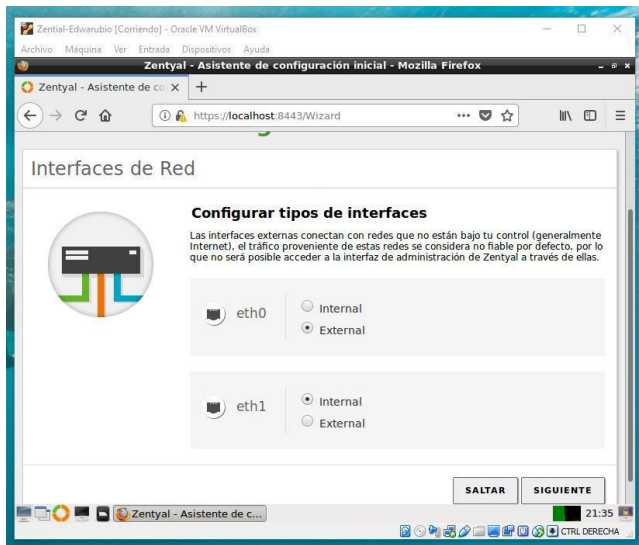 Zential-Edwarubio [Corriendo] - Oracle VM VirtualBox
Archivo Máquina Ver Entrada Dispositivos Ayuda
Zentyal - Asistente de configuración inicial - Mozilla Firefox
Zentyal - Asistente de co
https://localhost:8443/Wizard
Interfaces de Red
Configurar tipos de interfaces
Las interfaces externas conectan con redes que no están bajo tu control (generalmente
Internet), el tráfico proveniente de estas redes se considera no fiable por defecto, por lo
que no será posible acceder a la interfaz de administración de Zentyal a través de ellas.
eth0
Internal
External
eth1
Internal
External
SALTAR SIGUIENTE
Zentyal - Asistente de c...
21:35
CTRL DERECHA